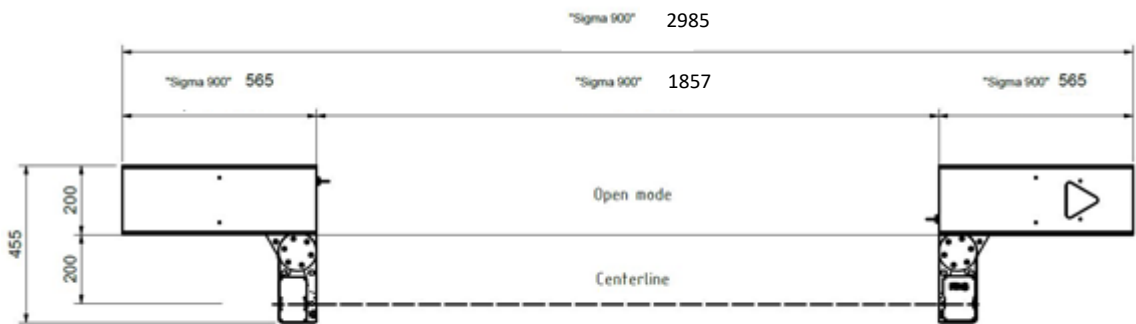 "Sigma 900" 2985
"Sigma 900" 565 "Sigma 900" 1857 "Sigma 900" 565
200
Open mode
455
200
Centerline